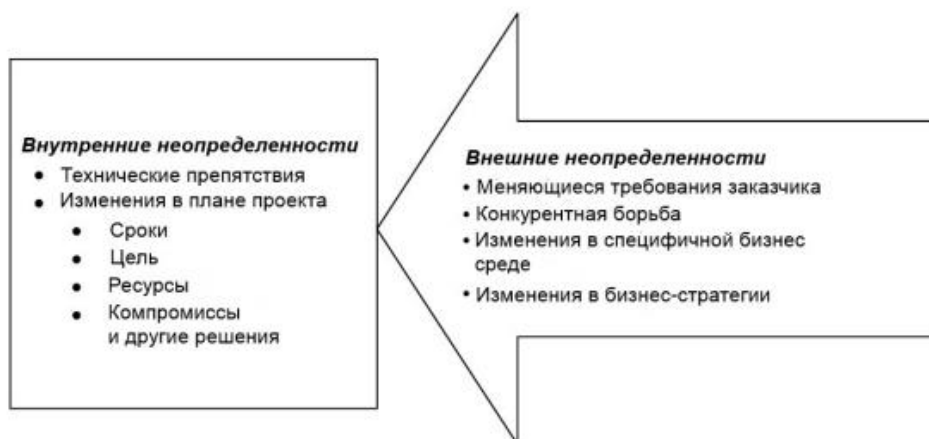 Внутренние неопределенности
• Технические препятствия
• Изменения в плане проекта
• Сроки
• Цель
• Ресурсы
• Компромиссы
и другие решения
Внешние неопределенности
• Меняющиеся требования заказчика
• Конкурентная борьба
• Изменения в специфичной бизнес
среде
• Изменения в бизнес-стратегии